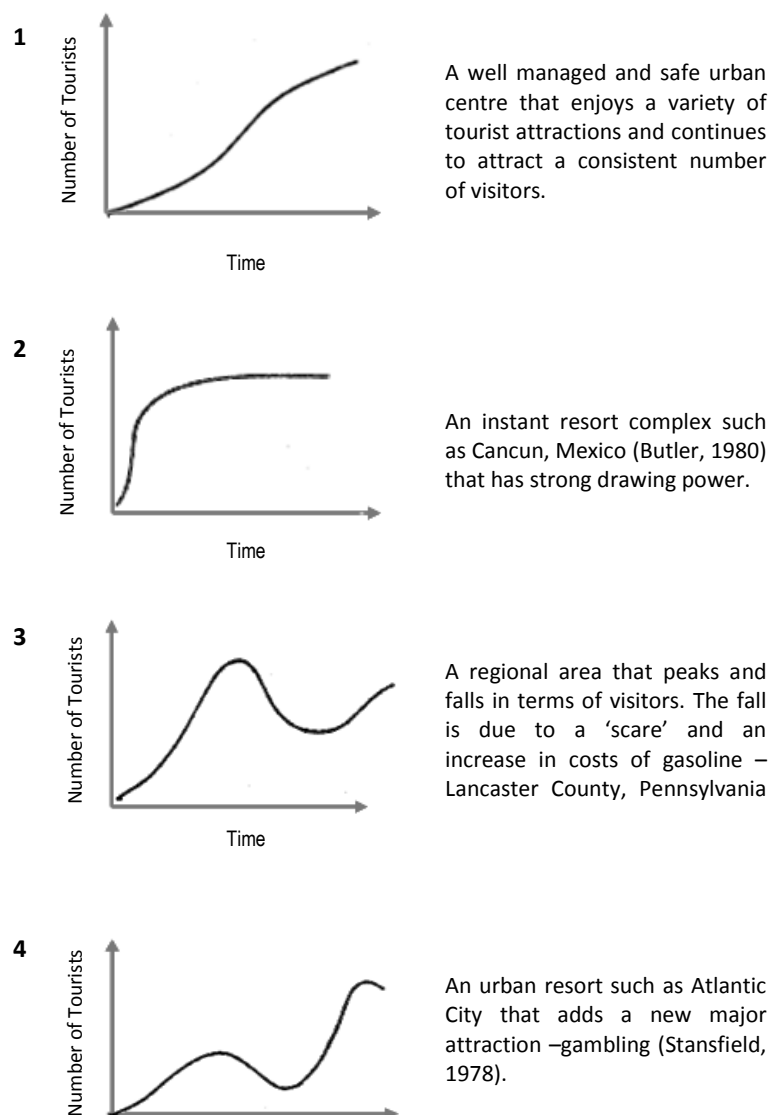 1
Number of Tourists
Time
A well managed and safe urban
centre that enjoys a variety of
tourist attractions and continues
to attract a consistent number
of visitors.
2
Number of Tourists
Time
An instant resort complex such
as Cancun, Mexico (Butler, 1980)
that has strong drawing power.
3
Number of Tourists
Time
A regional area that peaks and
falls in terms of visitors. The fall
is due to a ‘scare’ and an
increase in costs of gasoline –
Lancaster County, Pennsylvania
4
Number of Tourists
An urban resort such as Atlantic
City that adds a new major
attraction –gambling (Stansfield,
1978).